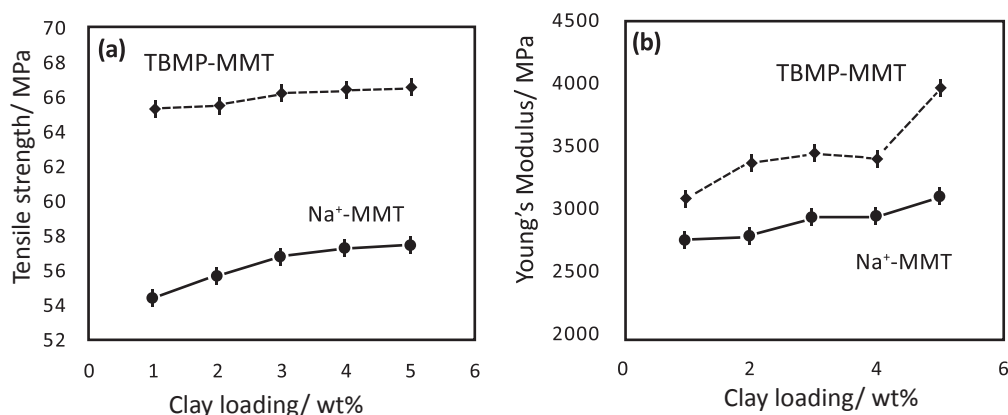 (a)
TBMP-MMT
Na⁺-MMT
Tensile strength/ MPa
70
68
66
64
62
60
58
56
54
52
0 1 2 3 4 5 6
Clay loading/ wt%
(b)
TBMP-MMT
Na⁺-MMT
Young’s Modulus/ MPa
4500
4000
3500
3000
2500
2000
0 1 2 3 4 6
Clay loading/ wt%